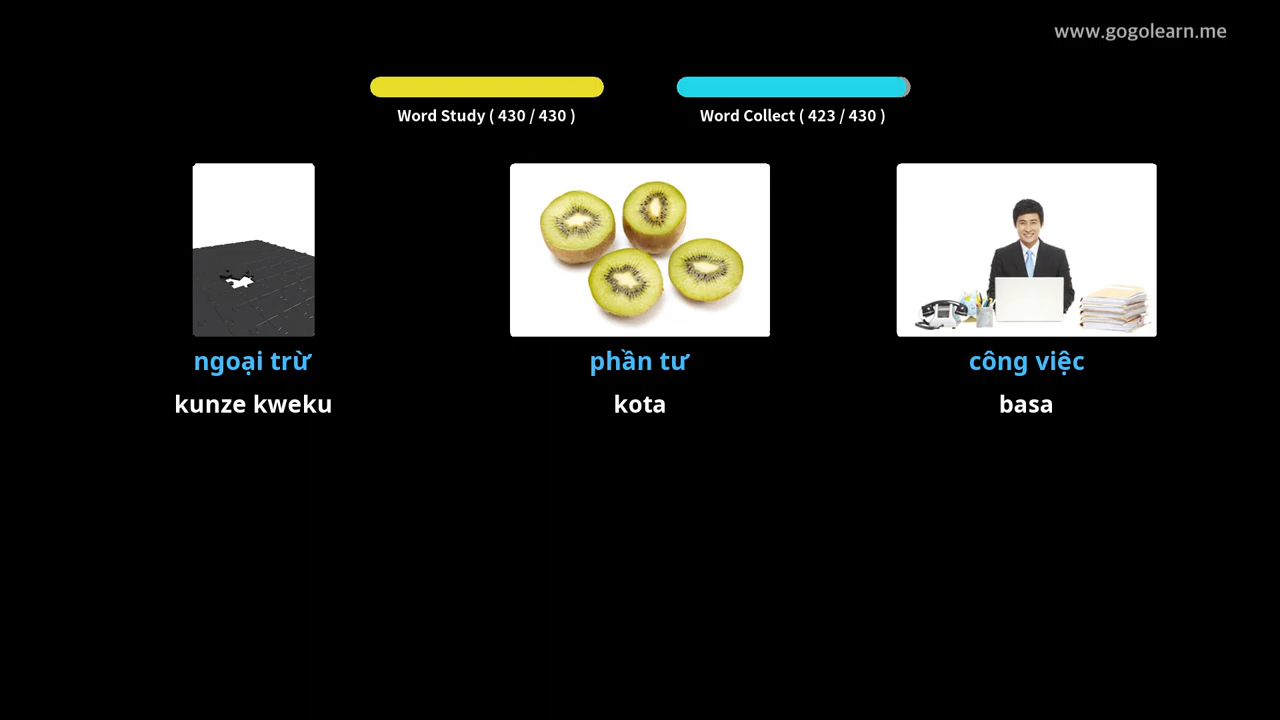 www.gogolearn.me
Word Study ( 430 / 430 )
Word Collect ( 423 / 430 )
ngoại trừ
phần tư
công việc
kunze kweku
kota
basa